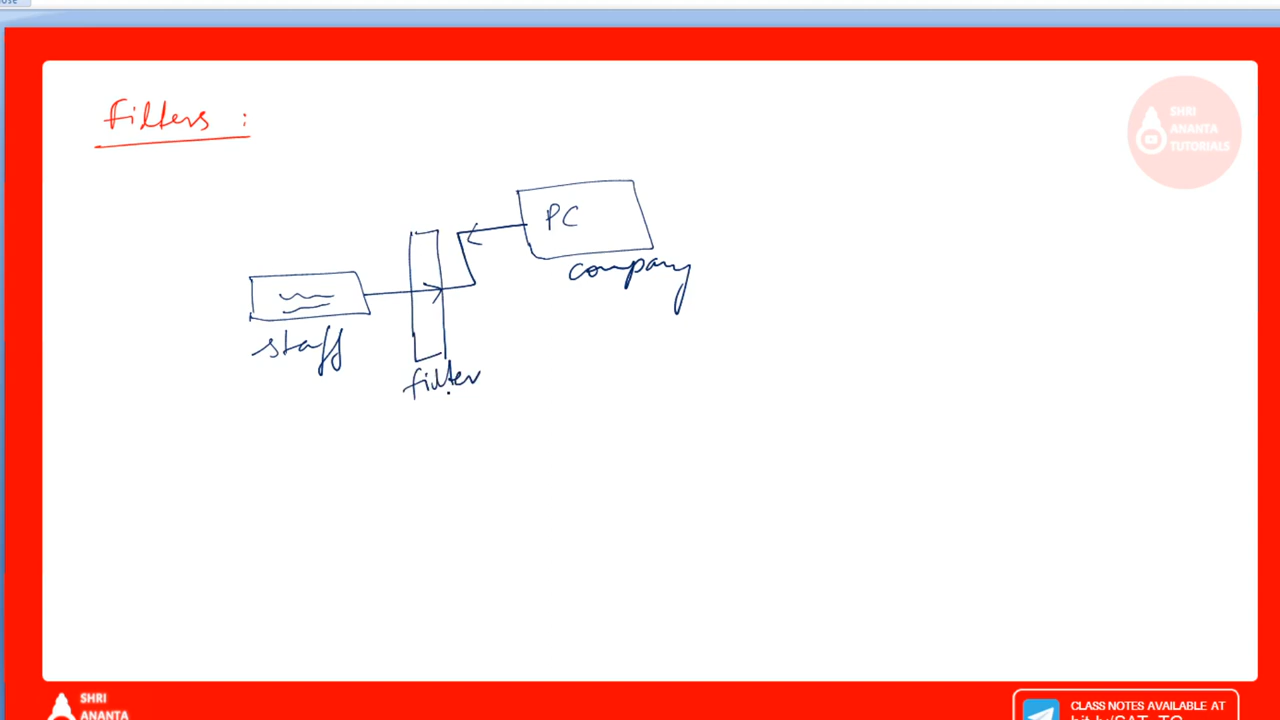 Filters :
SHRI
ANANTA
TUTORIALS
PC
company
staff
filter
SHRI
ANANTA
CLASS NOTES AVAILABLE AT